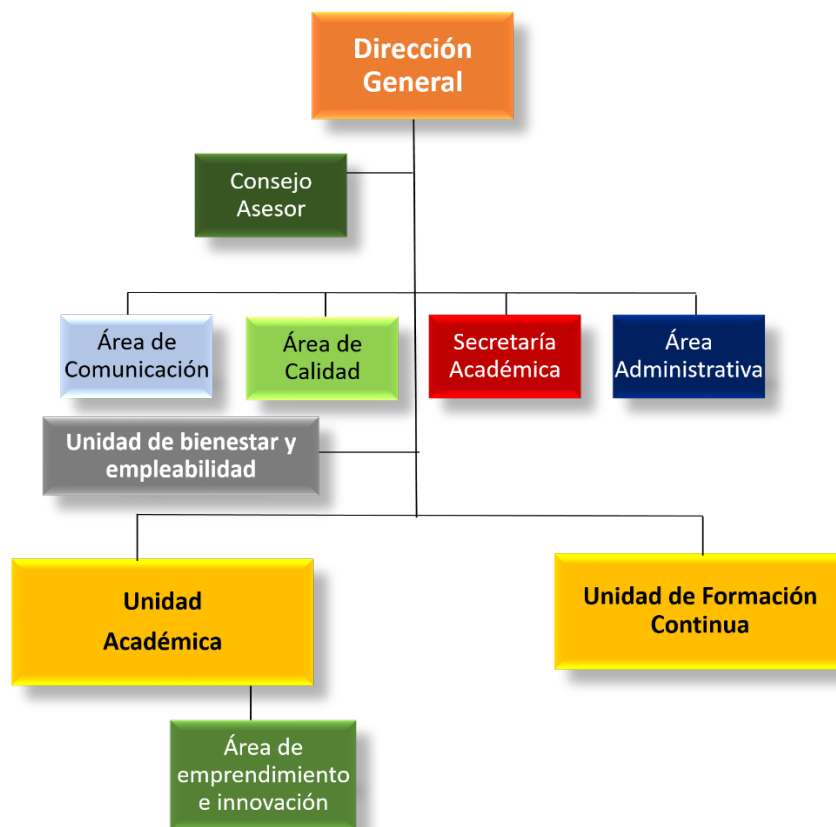 Dirección
General
Consejo
Asesor
Área de
Comunicación
Área de
Calidad
Secretaría
Académica
Área
Administrativa
Unidad de bienestar y
empleabilidad
Unidad
Académica
Unidad de Formación
Continua
Área de
emprendimiento
e innovación